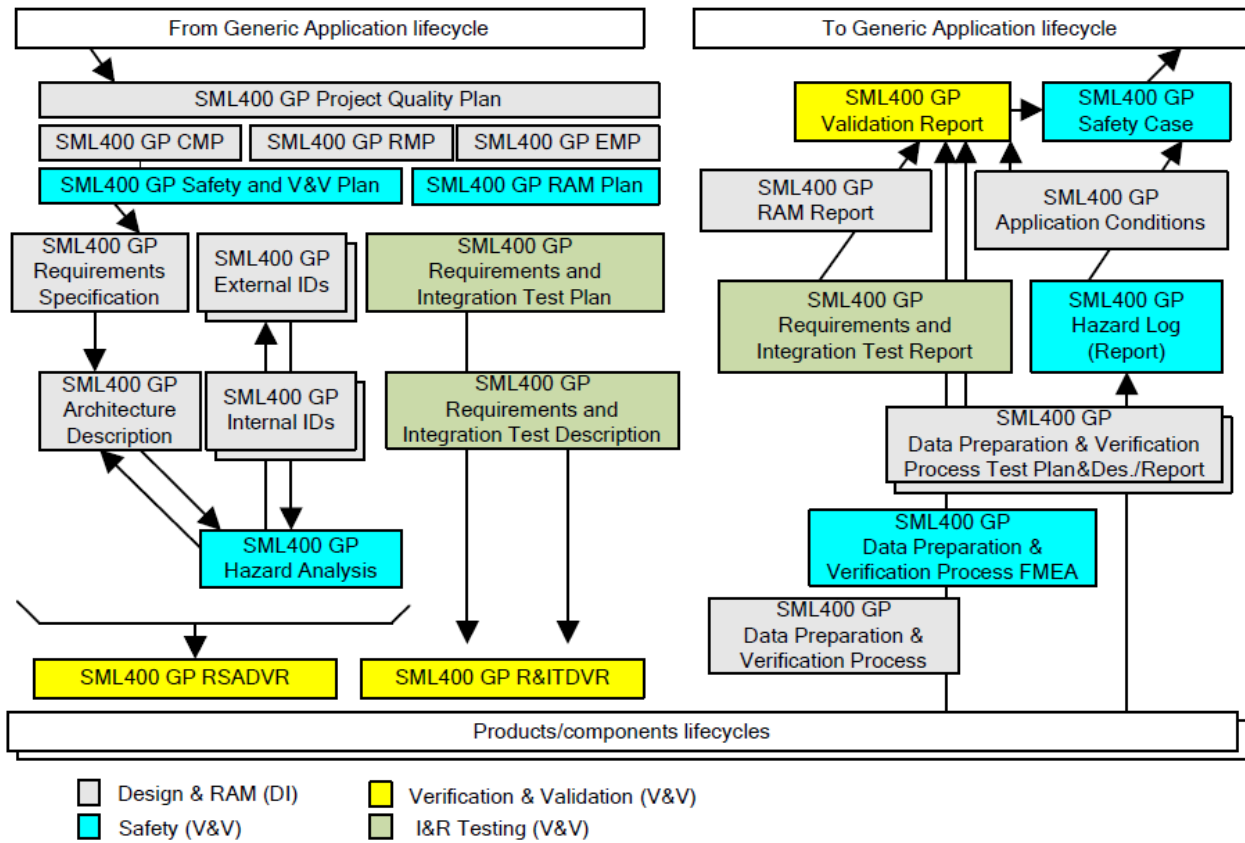 From Generic Application lifecycle
To Generic Application lifecycle
SML400 GP Project Quality Plan
SML400 GP CMP
SML400 GP RMP
SML400 GP EMP
SML400 GP Safety and V&V Plan
SML400 GP RAM Plan
SML400 GP
Requirements
Specification
SML400 GP
External IDs
SML400 GP
Requirements and
Integration Test Plan
SML400 GP
Architecture
Description
SML400 GP
Internal IDs
SML400 GP
Requirements and
Integration Test Description
SML400 GP
Hazard Analysis
SML400 GP RSADVR
SML400 GP R&ITDVR
SML400 GP
Validation Report
SML400 GP
Safety Case
SML400 GP
RAM Report
SML400 GP
Application Conditions
SML400 GP
Requirements and
Integration Test Report
SML400 GP
Hazard Log
(Report)
SML400 GP
Data Preparation & Verification
Process Test Plan&Des./Report
SML400 GP
Data Preparation &
Verification Process FMEA
SML400 GP
Data Preparation &
Verification Process
Products/components lifecycles
Design & RAM (DI)
Verification & Validation (V&V)
Safety (V&V)
I&R Testing (V&V)